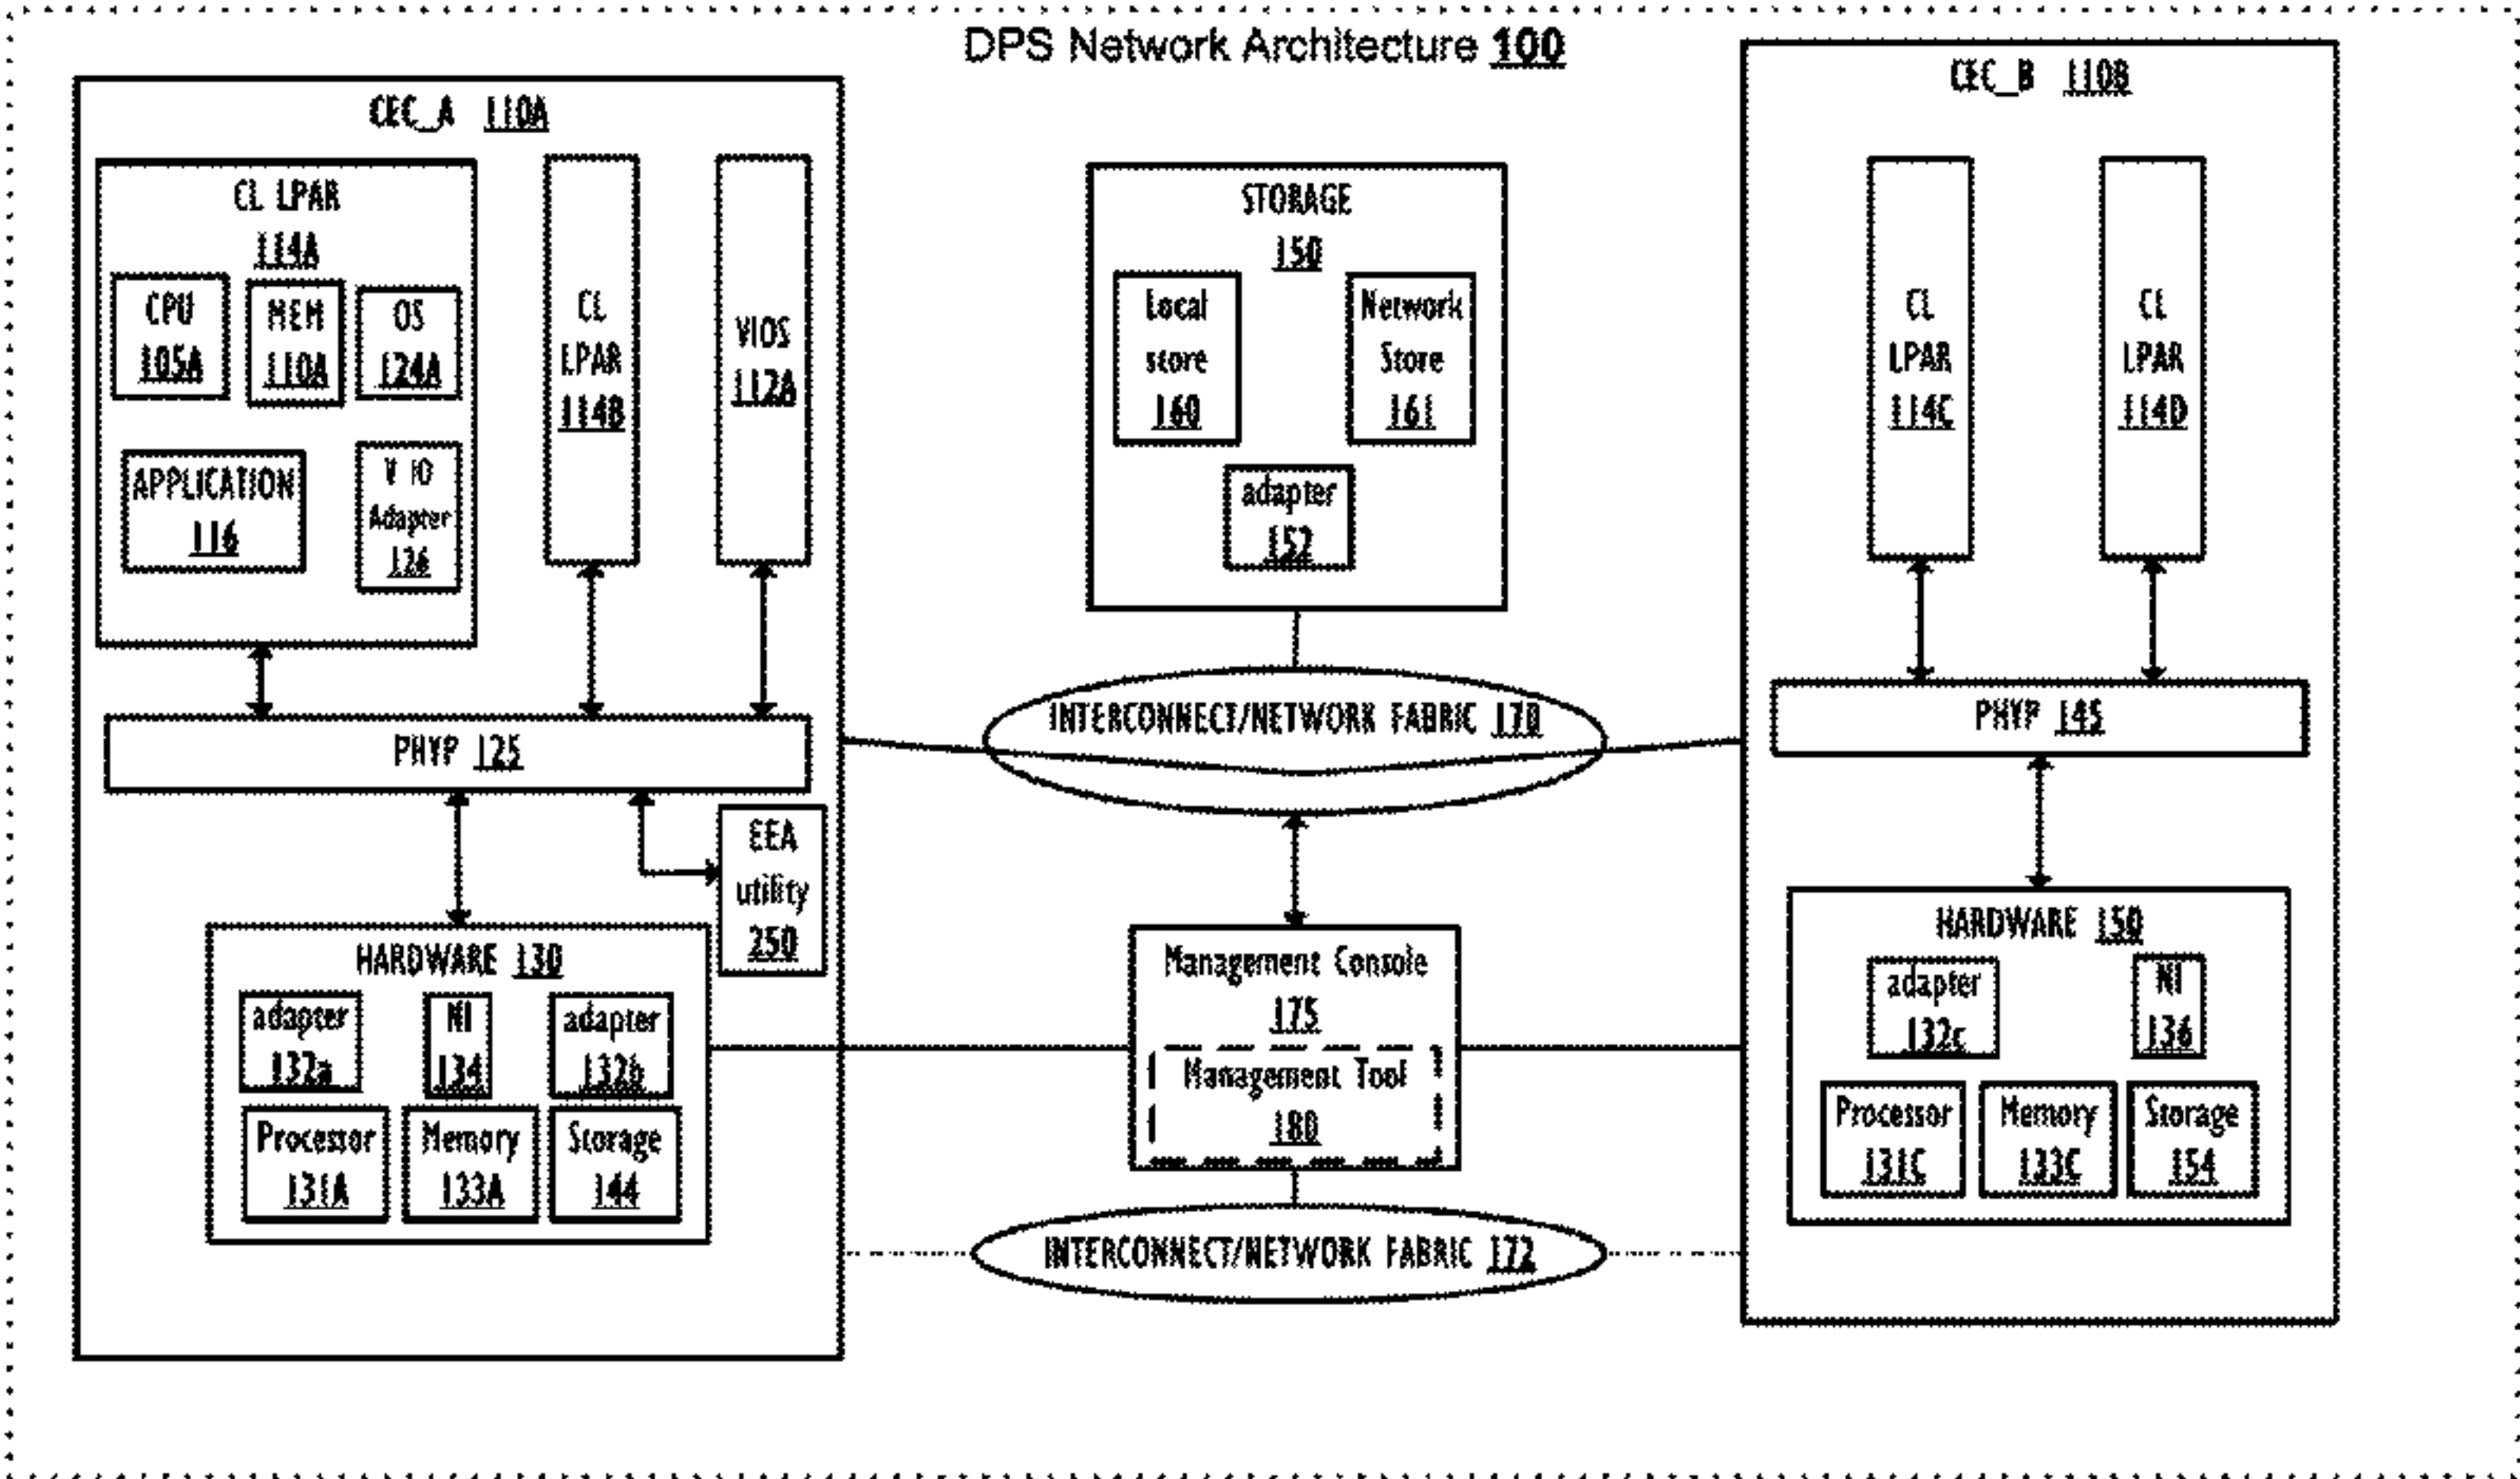 DPS Network Architecture 100
CEC_A 110A
CL LPAR
114A
CPU
105A
MEM
110A
OS
124A
APPLICATION
116
V IO
Adapter
126
CL
LPAR
114B
VIOS
112A
PHYP 125
EEA
utility
250
HARDWARE 130
adapter
132a
NI
134
adapter
132b
Processor
131A
Memory
133A
Storage
144
STORAGE
150
Local
store
160
Network
Store
161
adapter
152
INTERCONNECT/NETWORK FABRIC 170
Management Console
175
Management Tool
180
INTERCONNECT/NETWORK FABRIC 172
CEC_B 110B
CL
LPAR
114C
CL
LPAR
114D
PHYP 145
HARDWARE 150
adapter
132c
NI
136
Processor
131C
Memory
133C
Storage
154